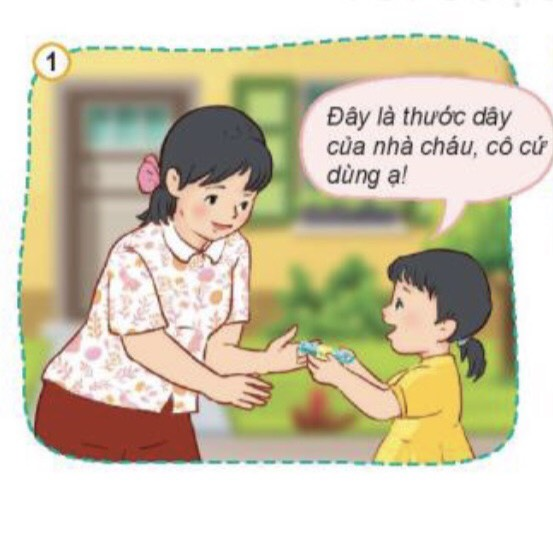 1
Đây là thước dây
của nhà cháu, cô cứ
dùng ạ!